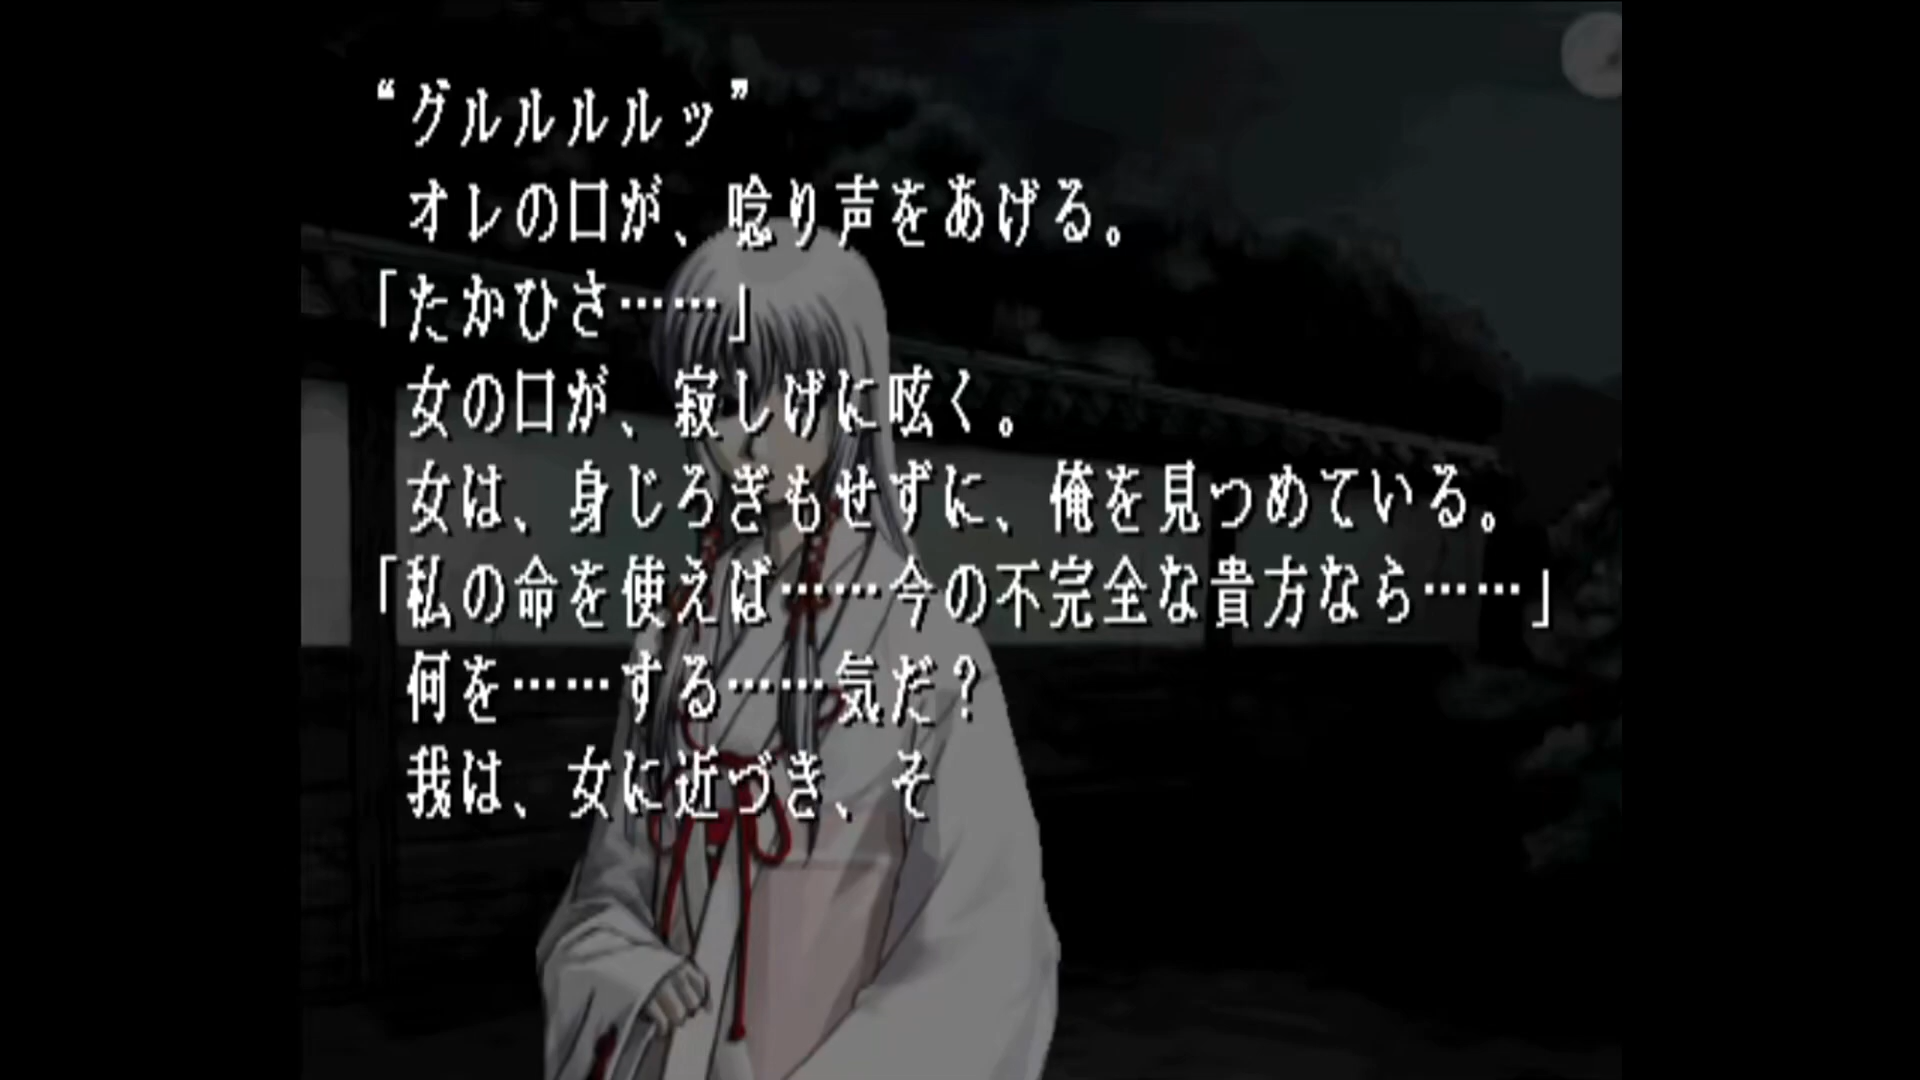 “グルルルルッ”
オレの口が、唸り声をあげる。
「たかひさ……」
女の口が、寂しげに呟く。
女は、身じろぎもせずに、俺を見つめている。
「私の命を使えば……今の不完全な貴方なら……」
何を……する……気だ？
我は、女に近づき、そ